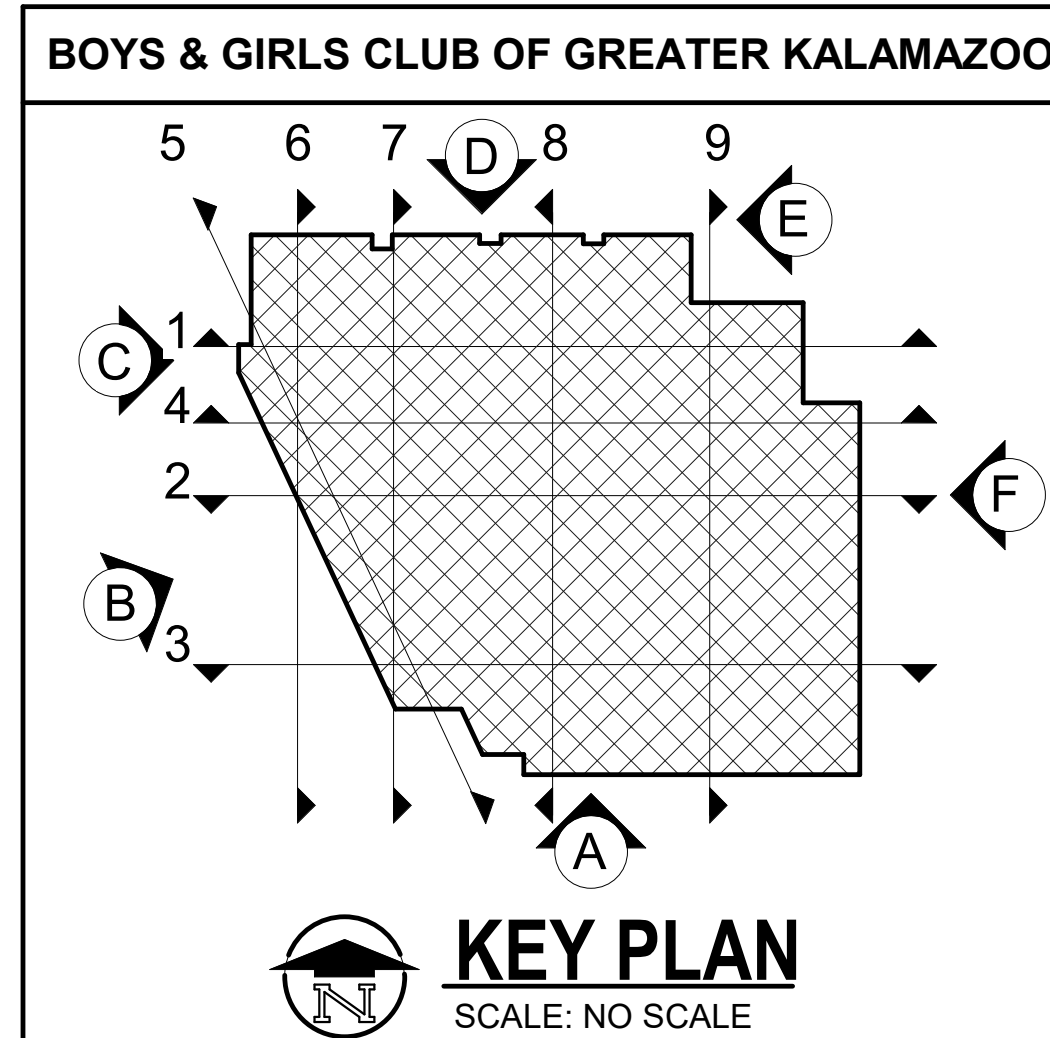 BOYS & GIRLS CLUB OF GREATER KALAMAZOO
5 6 7 D 8 9
E
1
C
4
2
F
B
3
A
N
KEY PLAN
SCALE: NO SCALE